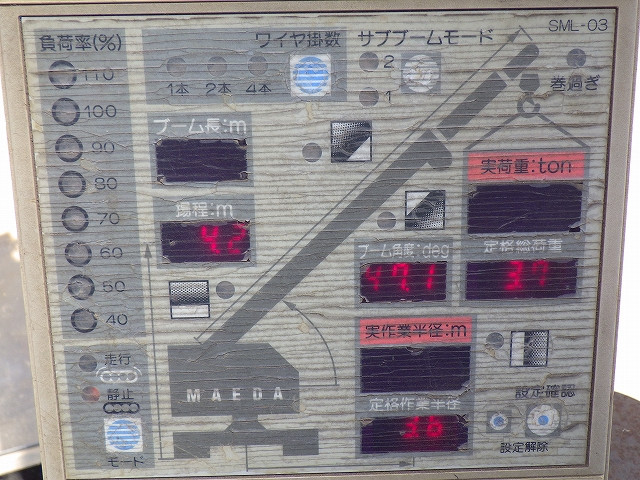 SML-03
負荷率(%)
ワイヤ掛数
サブブームモード
110
1本 2本 4本
2
1
巻過ぎ
100
ブーム長:m
90
実荷重:ton
80
揚程:m
4.2
70
ブーム角度:deg
47.1
定格総荷重
60
50
40
実作業半径:m
走行
静止
MAEDA
定格作業半径
設定確認
モード
設定解除